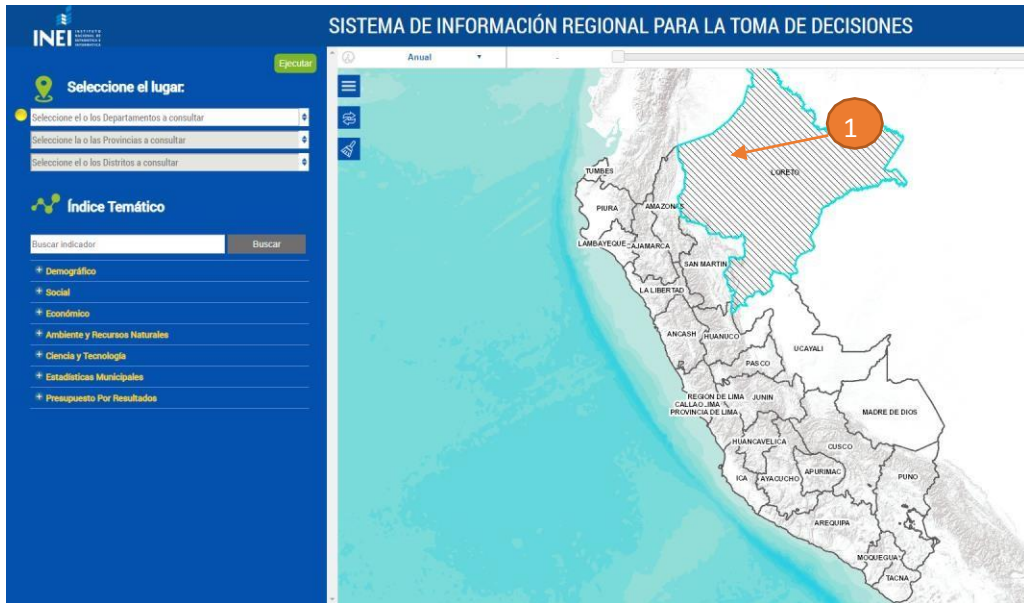 INEI
SISTEMA DE INFORMACIÓN REGIONAL PARA LA TOMA DE DECISIONES
Ejecutar
Anual
-
Seleccione el lugar:
Seleccione el o los Departamentos a consultar
Seleccione la o las Provincias a consultar
Seleccione el o los Distritos a consultar
Índice Temático
Buscar indicador
Buscar
+ Demográfico
+ Social
+ Económico
+ Ambiente y Recursos Naturales
+ Ciencia y Tecnología
+ Estadísticas Municipales
+ Presupuesto Por Resultados
1
LORETO
TUMBES
PIURA
AMAZONAS
LAMBAYEQUE
AJAMARCA
SAN MARTIN
LA LIBERTAD
ANCASH
HUANUCO
UCAYALI
PASCO
REGION DE LIMA
JUNIN
CALLAO
IMA
PROVINCIA DE LIMA
MADRE DE DIOS
HUANCAVELICA
CUSCO
ICA
AYACUCHO
APURIMAC
PUNO
AREQUIPA
MOQUEGUA
TACNA